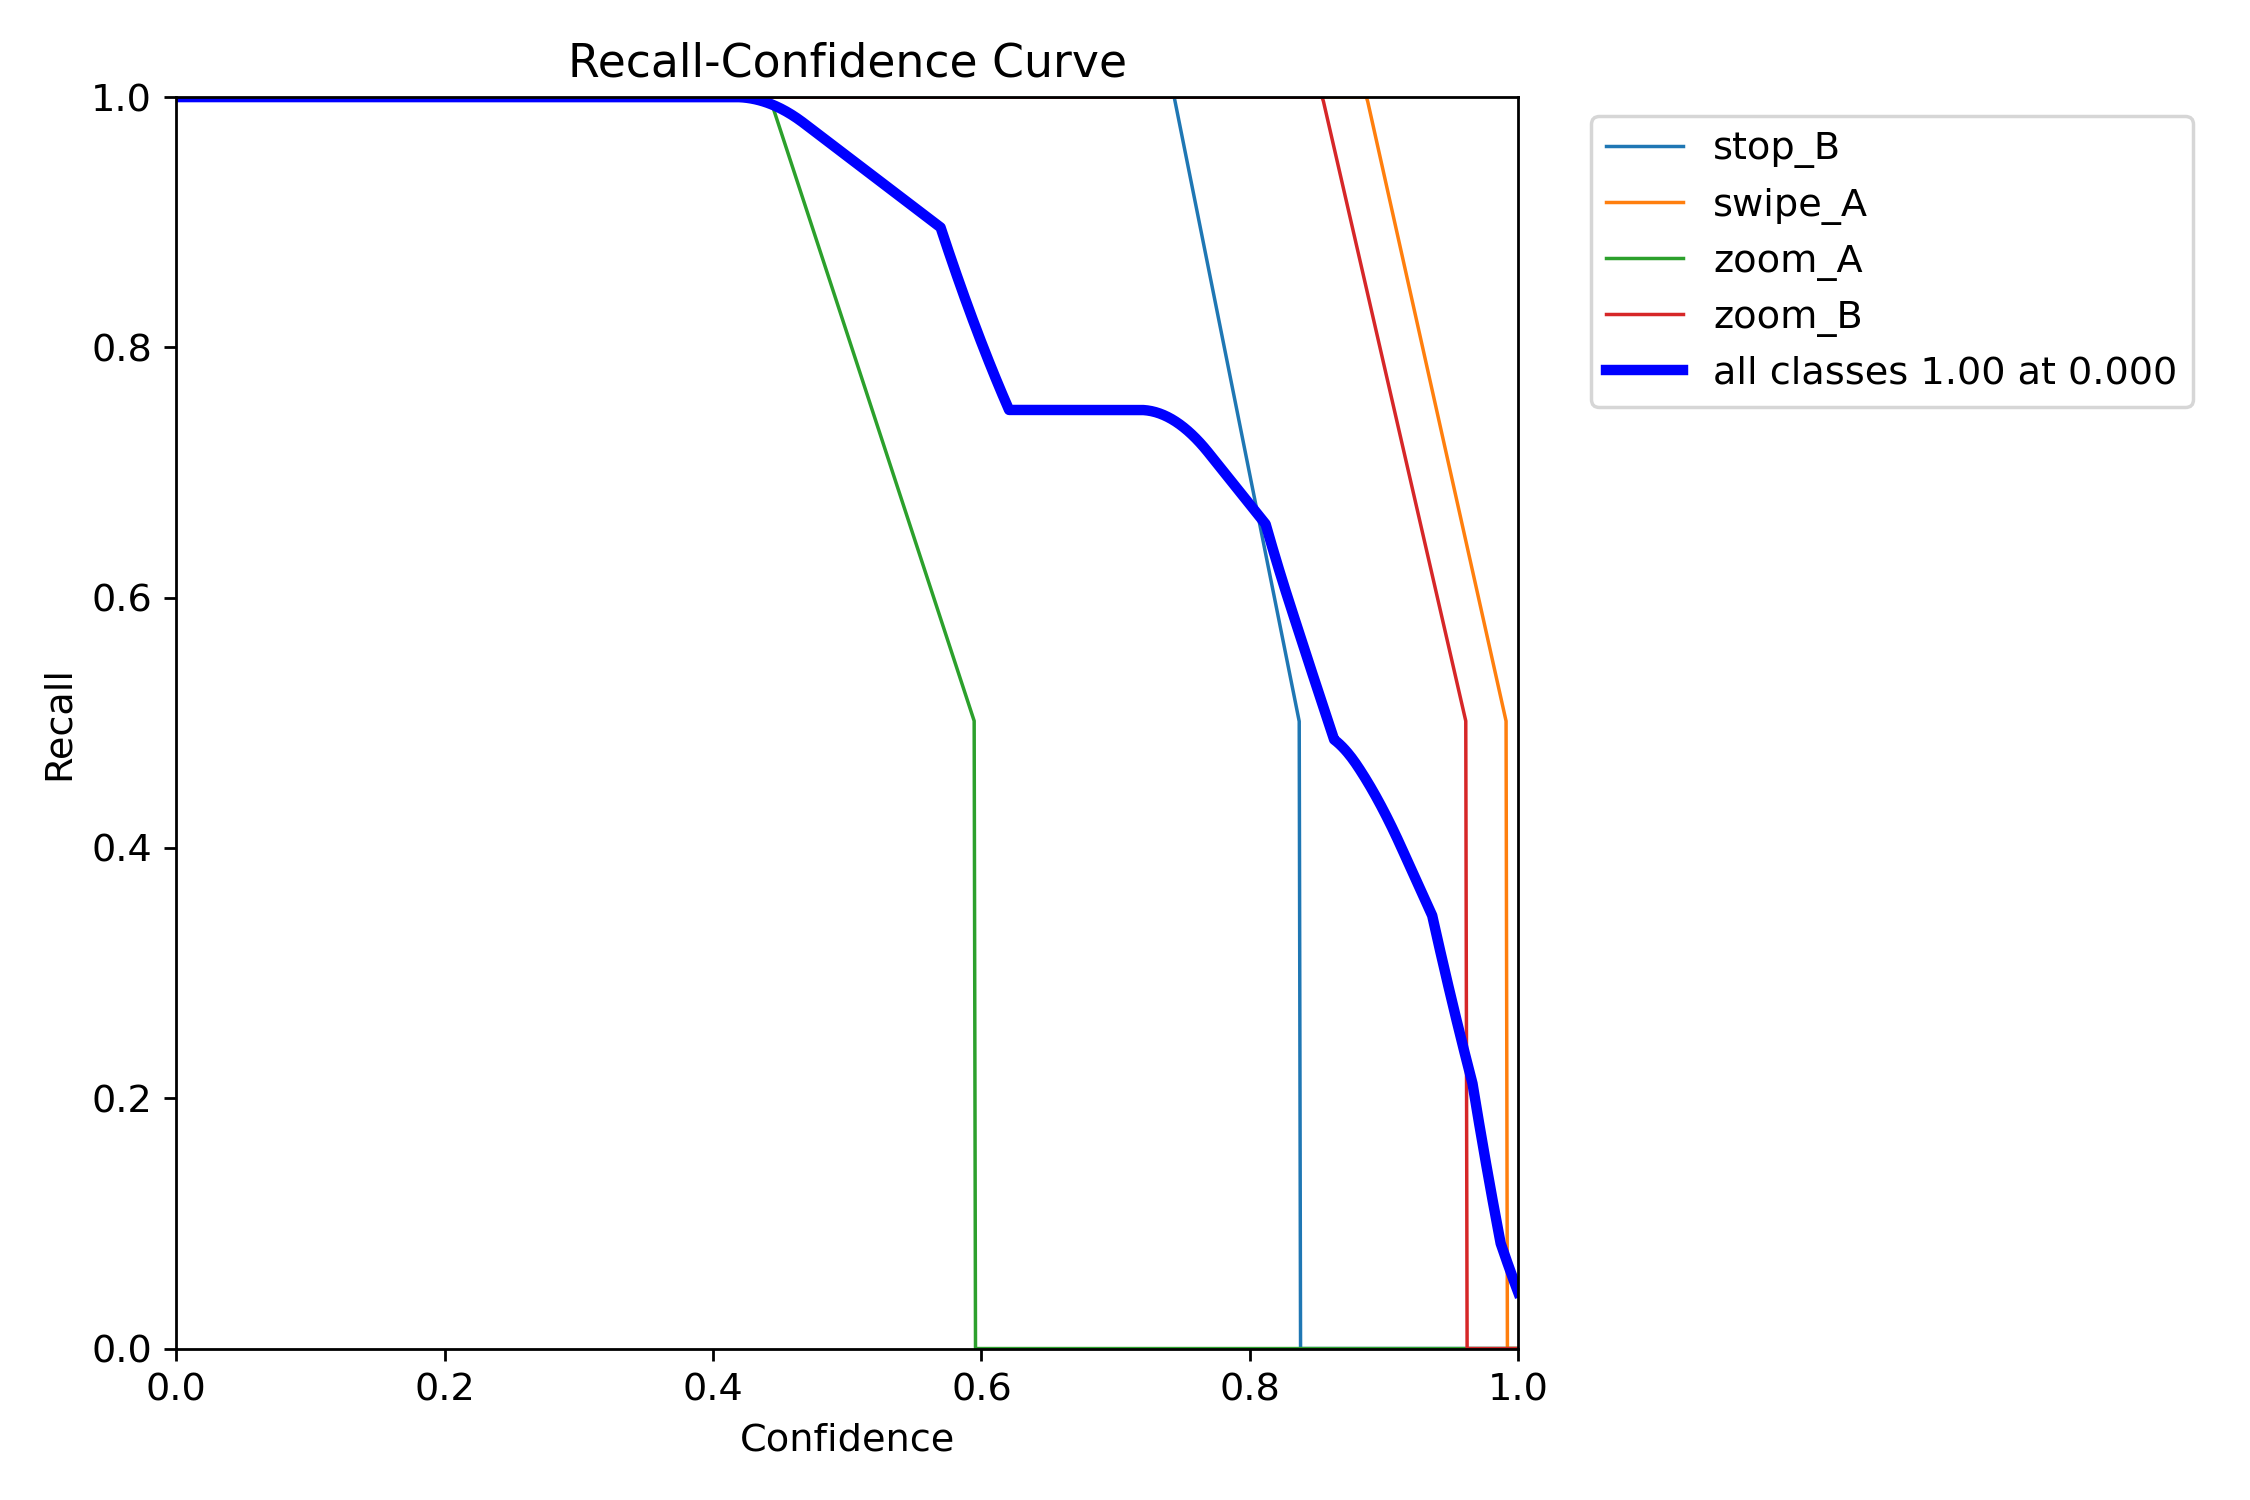 Recall-Confidence Curve
1.0
0.8
0.6
0.4
0.2
0.0
Recall
0.0 0.2 0.4 0.6 0.8 1.0
Confidence
stop_B
swipe_A
zoom_A
zoom_B
all classes 1.00 at 0.000